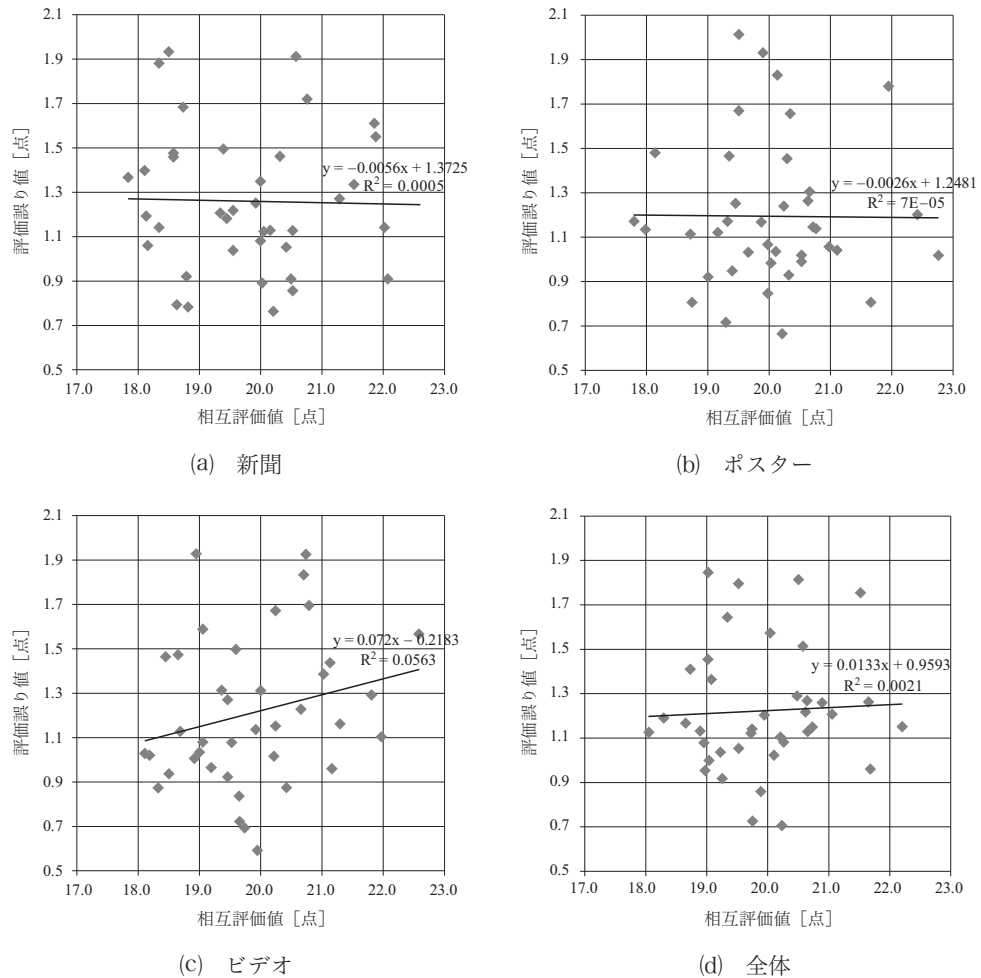 2.1
1.9
1.7
1.5
1.3
1.1
0.9
0.7
0.5
評価誤り値［点］
y = −0.0056x + 1.3725
R² = 0.0005
17.0 18.0 19.0 20.0 21.0 22.0 23.0
相互評価値［点］
(a) 新聞
2.1
1.9
1.7
1.5
1.3
1.1
0.9
0.7
0.5
評価誤り値［点］
y = −0.0026x + 1.2481
R² = 7E−05
17.0 18.0 19.0 20.0 21.0 22.0 23.0
相互評価値［点］
(b) ポスター
2.1
1.9
1.7
1.5
1.3
1.1
0.9
0.7
0.5
評価誤り値［点］
y = 0.072x − 0.2183
R² = 0.0563
17.0 18.0 19.0 20.0 21.0 22.0 23.0
相互評価値［点］
(c) ビデオ
2.1
1.9
1.7
1.5
1.3
1.1
0.9
0.7
0.5
評価誤り値［点］
y = 0.0133x + 0.9593
R² = 0.0021
17.0 18.0 19.0 20.0 21.0 22.0 23.0
相互評価値［点］
(d) 全体